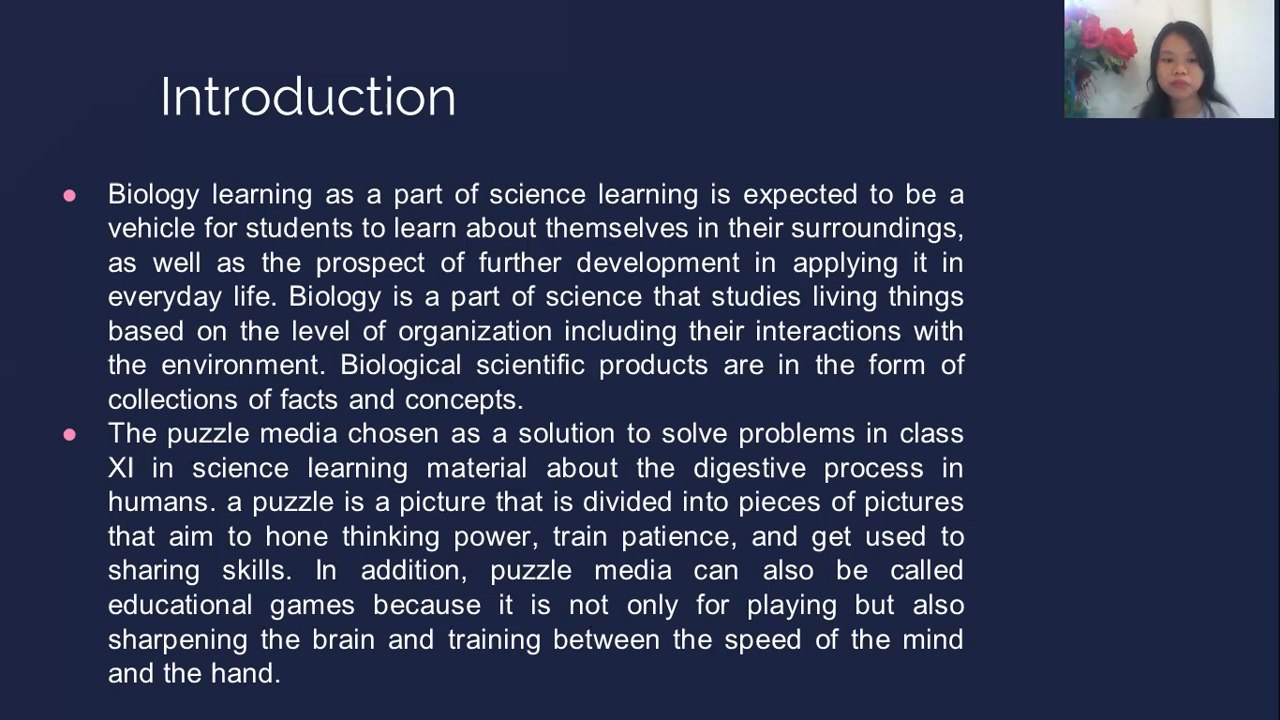 Introduction
Biology learning as a part of science learning is expected to be a
vehicle for students to learn about themselves in their surroundings,
as well as the prospect of further development in applying it in
everyday life. Biology is a part of science that studies living things
based on the level of organization including their interactions with
the environment. Biological scientific products are in the form of
collections of facts and concepts.
The puzzle media chosen as a solution to solve problems in class
XI in science learning material about the digestive process in
humans. a puzzle is a picture that is divided into pieces of pictures
that aim to hone thinking power, train patience, and get used to
sharing skills. In addition, puzzle media can also be called
educational games because it is not only for playing but also
sharpening the brain and training between the speed of the mind
and the hand.